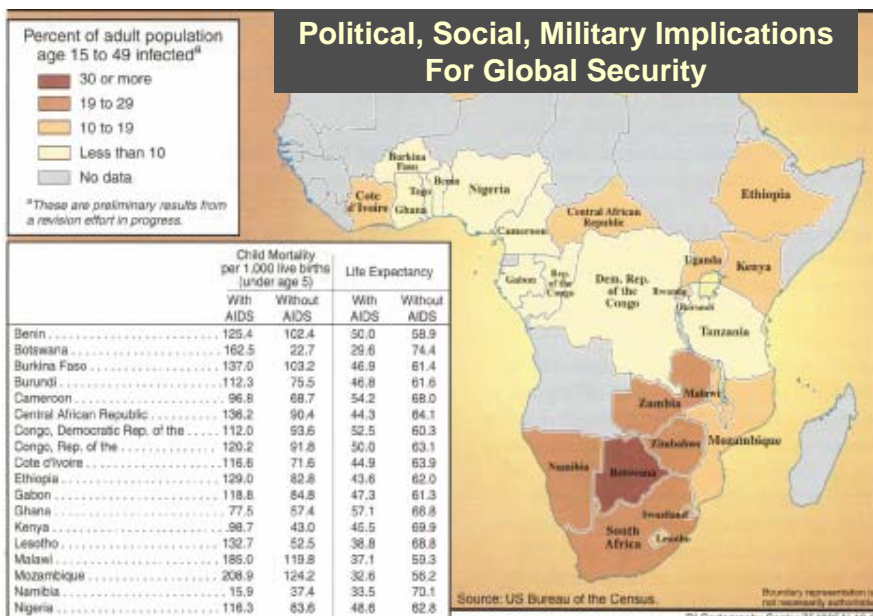 Political, Social, Military Implications
For Global Security
Percent of adult population
age 15 to 49 infectedª
30 or more
19 to 29
10 to 19
Less than 10
No data
ªThese are preliminary results from
a revision effort in progress.
Burkina
Faso
Benin
Togo
Nigeria
Cote
d'Ivoire
Ghana
Cameroon
Central African
Republic
Ethiopia
Uganda
Kenya
Gabon
Rep.
of the
Congo
Dem. Rep.
of the
Congo
Rwanda
Burundi
Tanzania
Malawi
Zambia
Zimbabwe
Mozambique
Namibia
Botswana
Swaziland
South
Africa
Lesotho
Child Mortality
per 1,000 live births
(under age 5)
Life Expectancy
With AIDS Without AIDS With AIDS Without AIDS
Benin 125.4 102.4 50.0 58.9
Botswana 162.5 22.7 29.6 74.4
Burkina Faso 137.0 103.2 46.9 61.4
Burundi 112.3 75.5 46.8 61.6
Cameroon 96.8 68.7 54.2 68.0
Central African Republic 136.2 90.4 44.3 64.1
Congo, Democratic Rep. of the 112.0 93.6 52.5 60.3
Congo, Rep. of the 120.2 91.8 50.0 63.1
Cote d'Ivoire 116.6 71.6 44.9 63.9
Ethiopia 129.0 82.8 43.6 62.0
Gabon 118.8 84.8 47.3 61.3
Ghana 77.5 57.4 57.1 68.8
Kenya 98.7 43.0 45.5 69.9
Lesotho 132.7 52.5 38.8 68.8
Malawi 185.0 119.8 37.1 59.3
Mozambique 208.9 124.2 32.6 56.2
Namibia 15.9 37.4 33.5 70.1
Nigeria 116.3 83.6 48.6 62.8
Source: US Bureau of the Census.
Boundary representation is
not necessarily authoritative